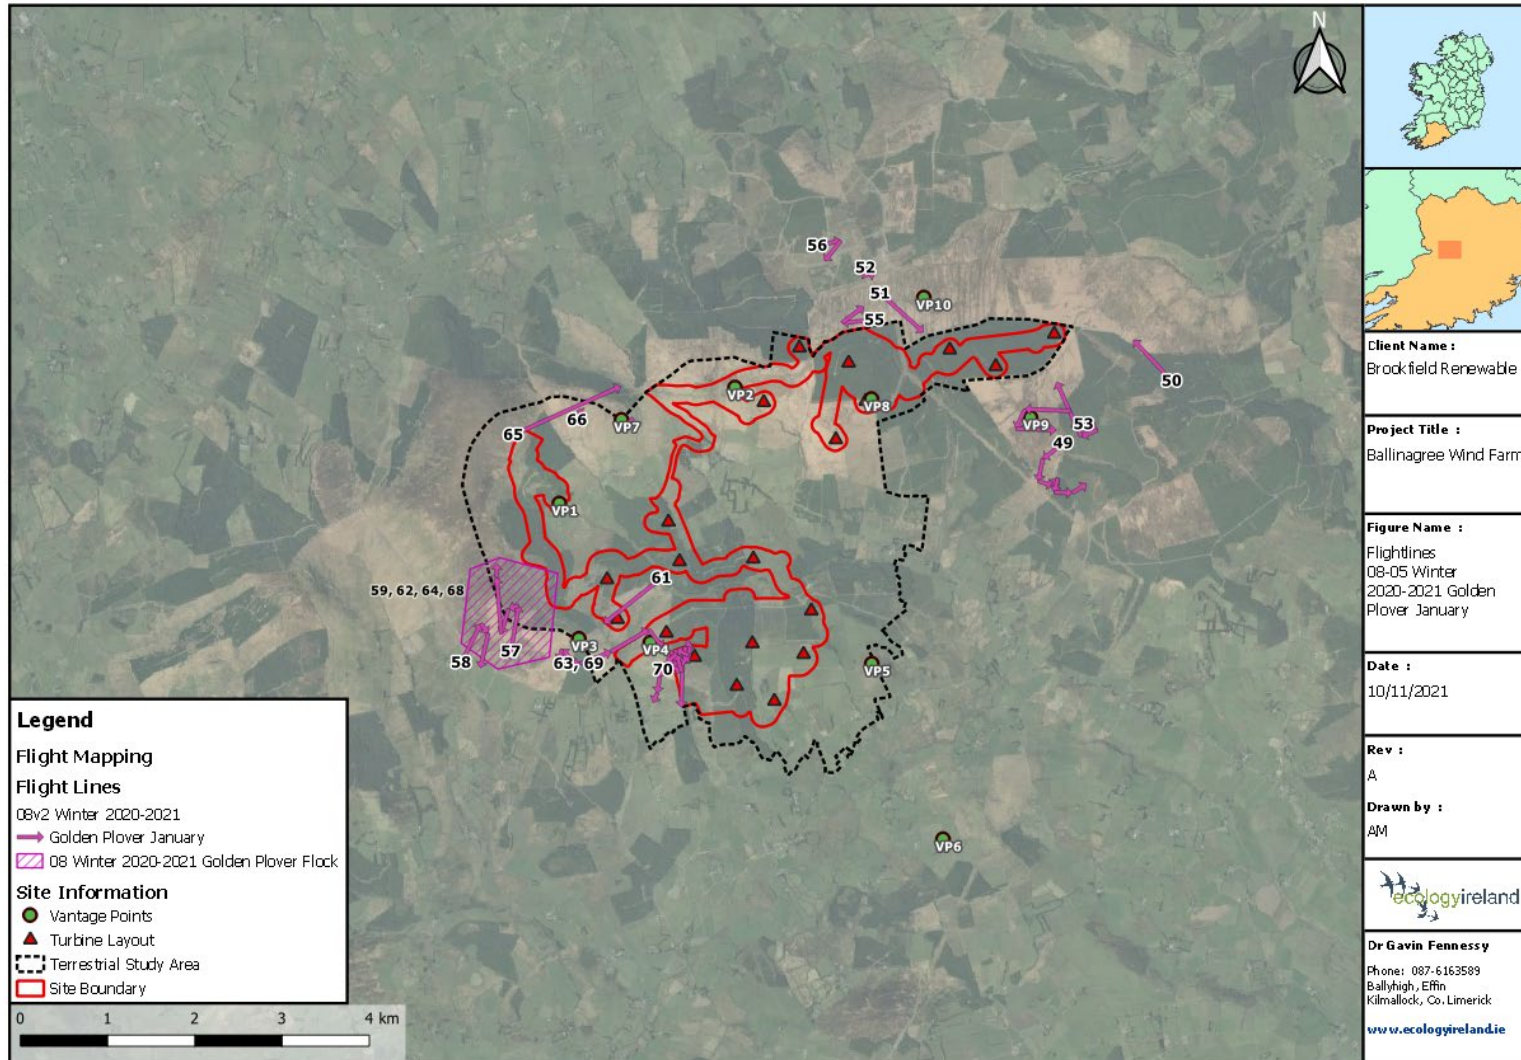 N
56
52
51
VP10
55
50
VP2
VP8
66
65
VP7
VP9
53
49
VP1
61
59, 62, 64, 68
VP3
VP4
57
58
63, 69
70
VP5
VP6
Legend
Flight Mapping
Flight Lines
08v2 Winter 2020-2021
Golden Plover January
08 Winter 2020-2021 Golden Plover Flock
Site Information
Vantage Points
Turbine Layout
Terrestrial Study Area
Site Boundary
0 1 2 3 4 km
Client Name :
Brookfield Renewable
Project Title :
Ballinagree Wind Farm
Figure Name :
Flightlines
08-05 Winter
2020-2021 Golden
Plover January
Date :
10/11/2021
Rev :
A
Drawn by :
AM
ecologyireland
Dr Gavin Fennessy
Phone: 087-6163589
Ballyhigh, Effin
Kilmallock, Co. Limerick
www.ecologyireland.ie